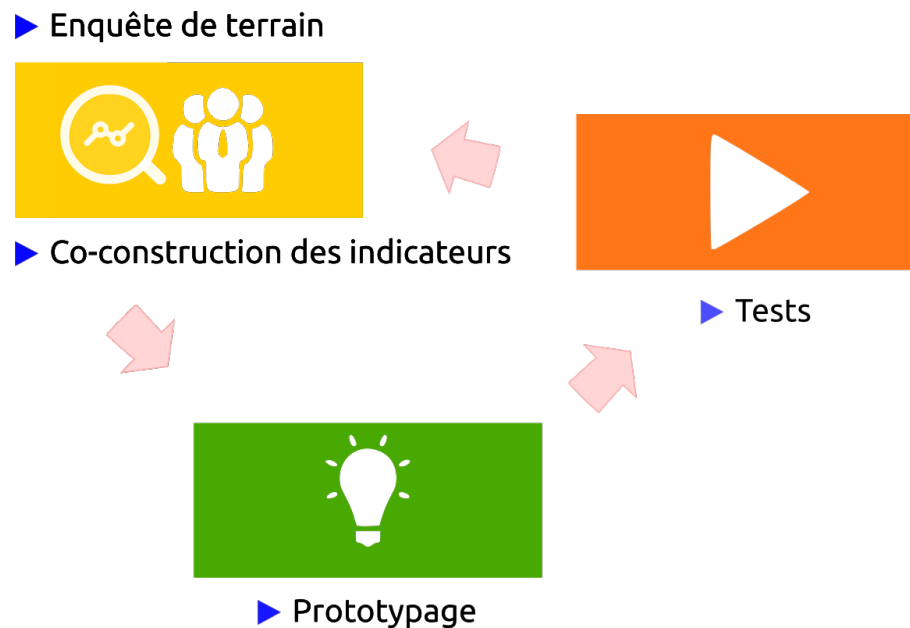 Enquête de terrain
Co-construction des indicateurs
Tests
Prototypage